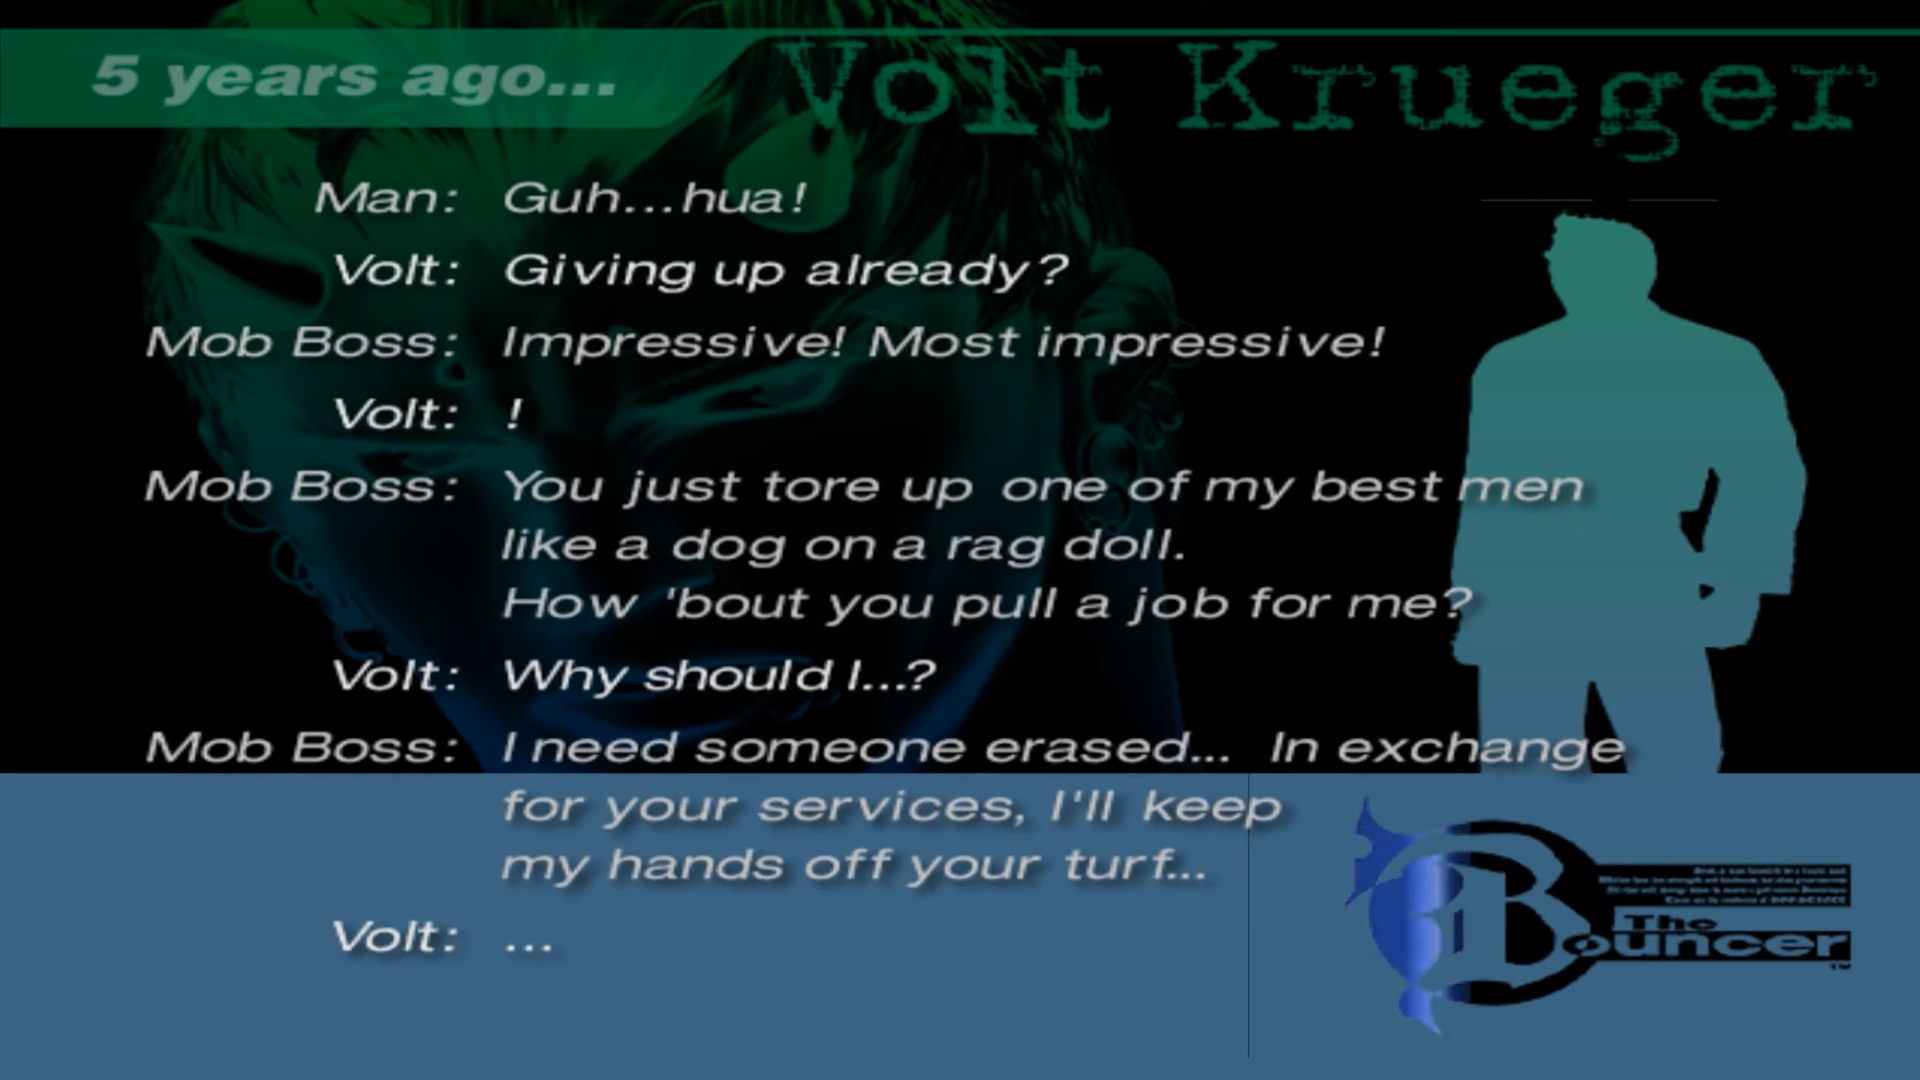 5 years ago... Volt Krueger
Man: Guh...hua!
Volt: Giving up already?
Mob Boss: Impressive! Most impressive!
Volt: !
Mob Boss: You just tore up one of my best men
like a dog on a rag doll.
How 'bout you pull a job for me?
Volt: Why should I...?
Mob Boss: I need someone erased... In exchange
for your services, I'll keep
my hands off your turf...
Volt: ...
The
Bouncer